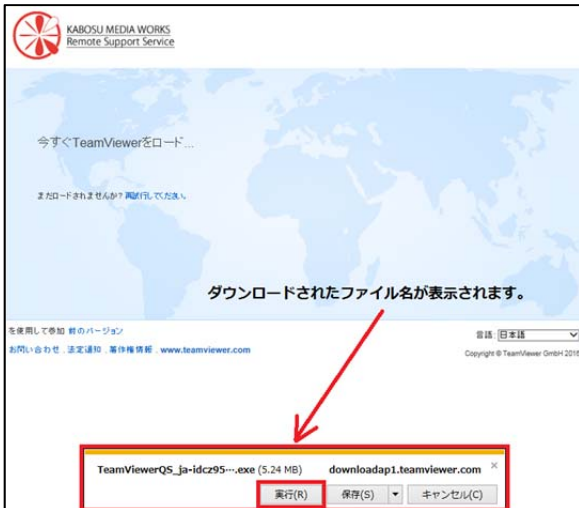 KABOSU MEDIA WORKS
Remote Support Service
今すぐTeamViewerをロード...
まだロードされませんか? 再試行してください。
ダウンロードされたファイル名が表示されます。
を使用して参加 前のバージョン
言語: 日本語
お問い合わせ . 法定通知 . 著作権情報 . www.teamviewer.com
Copyright © TeamViewer GmbH 2016
TeamViewerQS_ja-idcz95….exe (5.24 MB) downloadap1.teamviewer.com ×
実行(R) 保存(S) ▼ キャンセル(C)